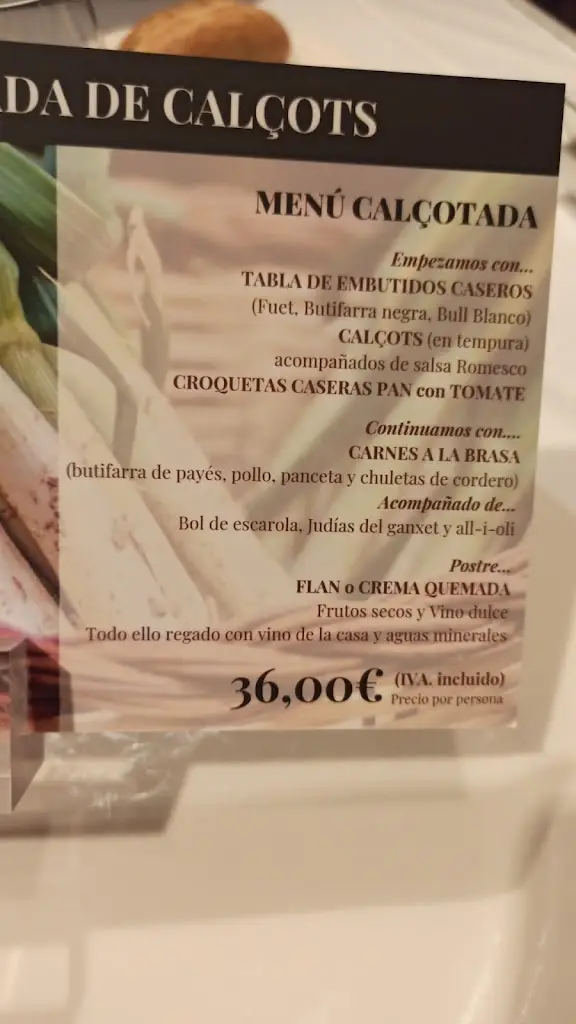 DA DE CALÇOTS
MENÚ CALÇOTADA
Empezamos con...
TABLA DE EMBUTIDOS CASEROS
(Fuet, Butifarra negra, Bull Blanco)
CALÇOTS (en tempura)
acompañados de salsa Romesco
CROQUETAS CASERAS PAN con TOMATE
Continuamos con....
CARNES A LA BRASA
(butifarra de payés, pollo, panceta y chuletas de cordero)
Acompañado de...
Bol de escarola, Judías del ganxet y all-i-oli
Postre...
FLAN o CREMA QUEMADA
Frutos secos y Vino dulce
Todo ello regado con vino de la casa y aguas minerales
36,00€ (IVA. incluido)
Precio por persona